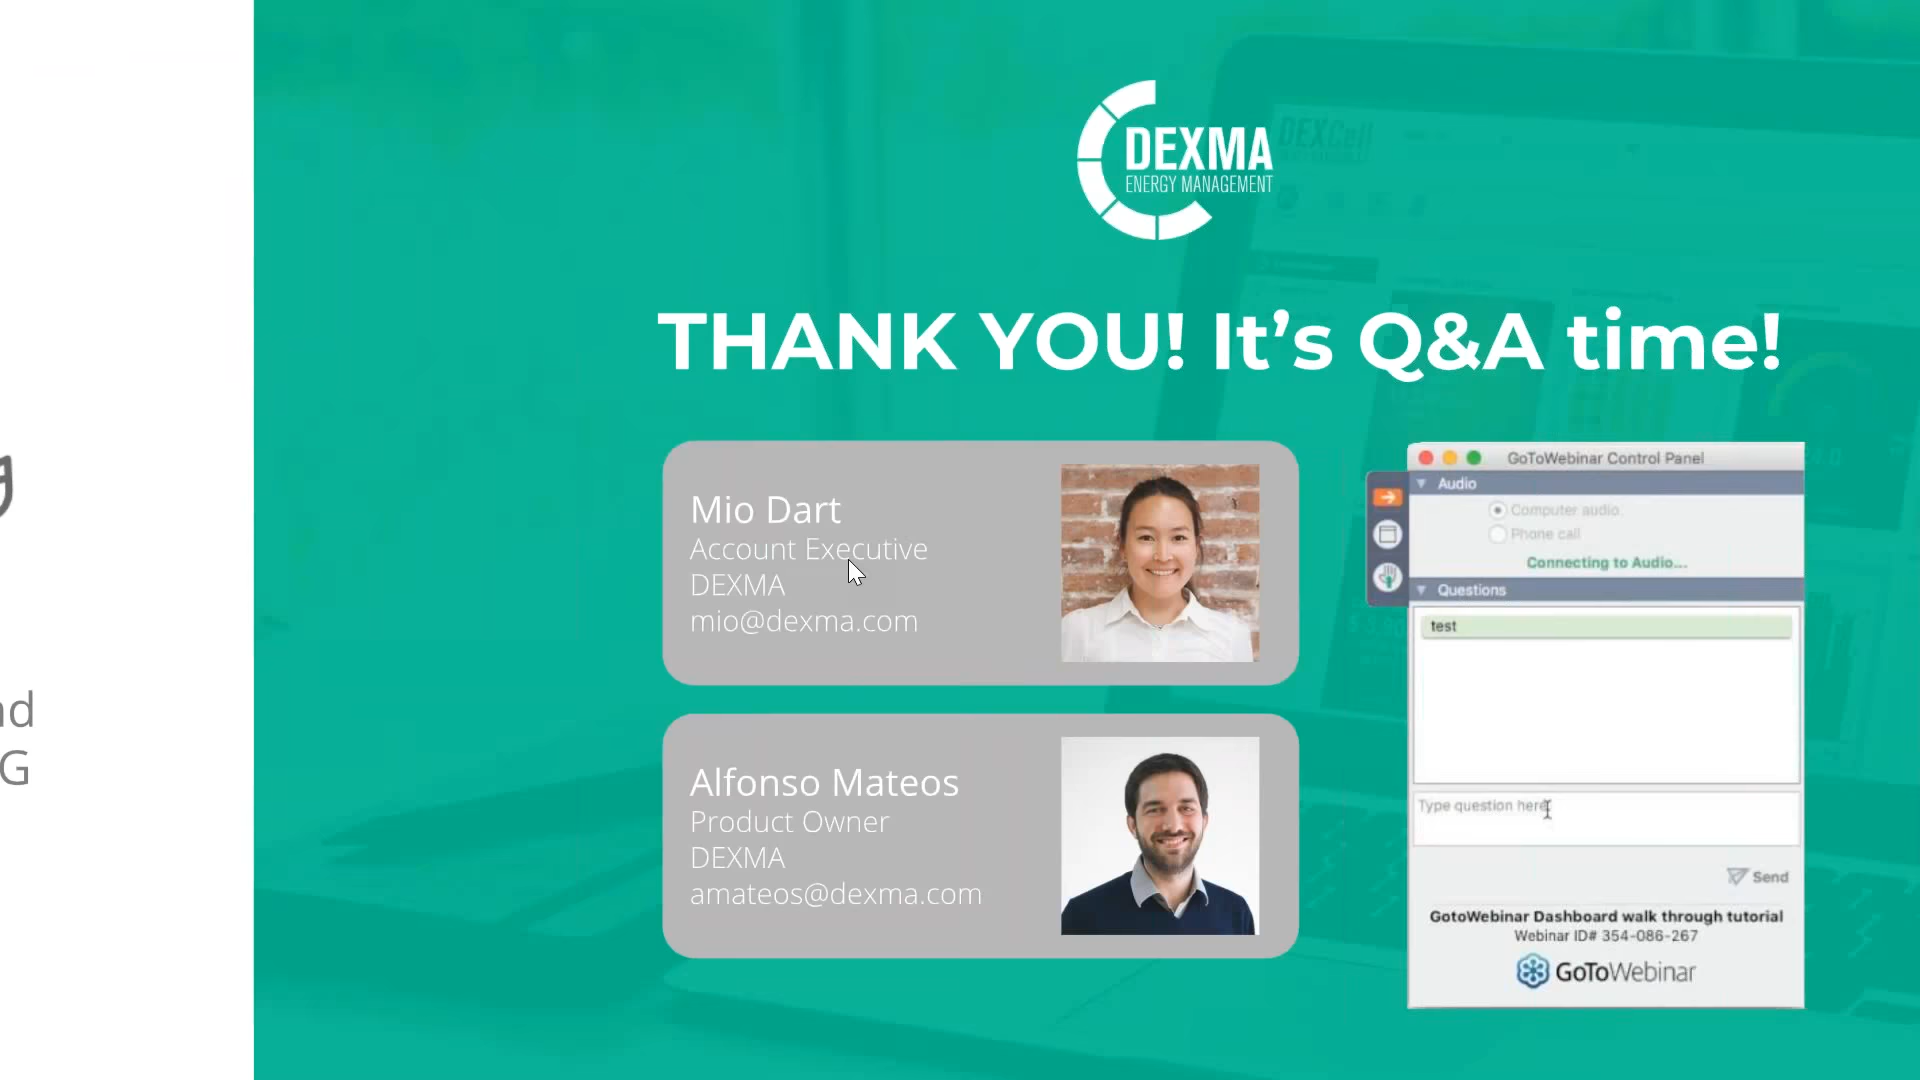 nd
G
DEXMA
ENERGY MANAGEMENT
DEXCell
THANK YOU! It’s Q&A time!
Mio Dart
Account Executive
DEXMA
mio@dexma.com
Alfonso Mateos
Product Owner
DEXMA
amateos@dexma.com
GoToWebinar Control Panel
Audio
Computer audio
Phone call
Connecting to Audio...
Questions
test
Type question here
Send
GotoWebinar Dashboard walk through tutorial
Webinar ID# 354-086-267
GoToWebinar